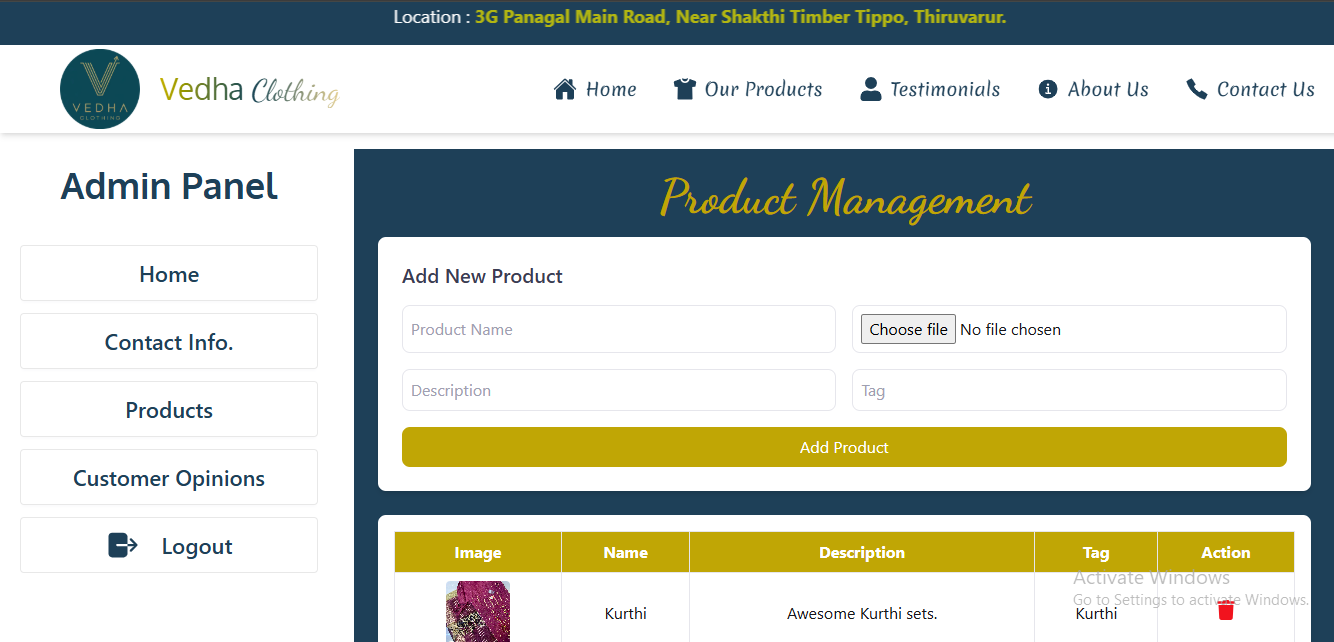 Location : 3G Panagal Main Road, Near Shakthi Timber Tippo, Thiruvarur.
VEDHA
CLOTHING
Vedha Clothing
Home
Our Products
Testimonials
About Us
Contact Us
Admin Panel
Home
Contact Info.
Products
Customer Opinions
Logout
Product Management
Add New Product
Product Name
Choose file No file chosen
Description
Tag
Add Product
Image Name Description Tag Action
Kurthi Awesome Kurthi sets. Kurthi
Activate Windows
Go to Settings to activate Windows.